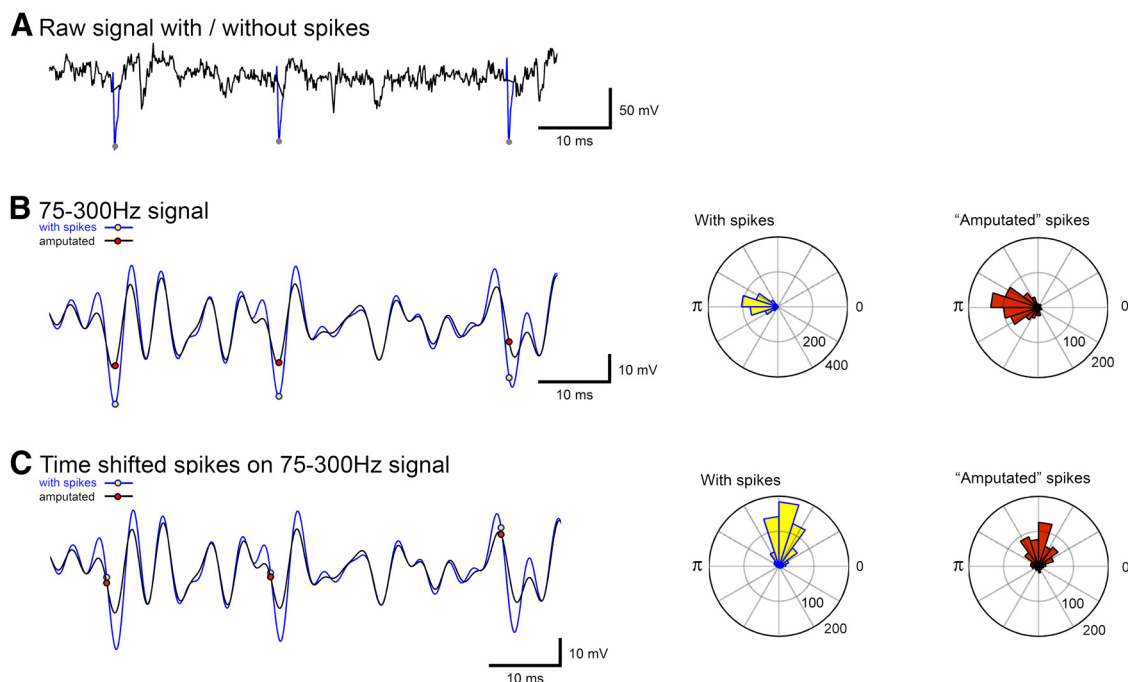 A Raw signal with / without spikes
50 mV
10 ms
B 75-300Hz signal
with spikes
amputated
10 mV
10 ms
With spikes
π
0
200
400
“Amputated” spikes
π
0
100
200
C Time shifted spikes on 75-300Hz signal
with spikes
amputated
10 mV
10 ms
With spikes
π
0
100
200
“Amputated” spikes
π
0
100
200